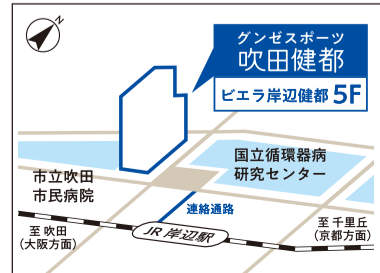 N
グンゼスポーツ
吹田健都
ビエラ岸辺健都 5F
国立循環器病
研究センター
市立吹田
市民病院
連絡通路
至 吹田
(大阪方面)
JR 岸辺駅
至 千里丘
(京都方面)